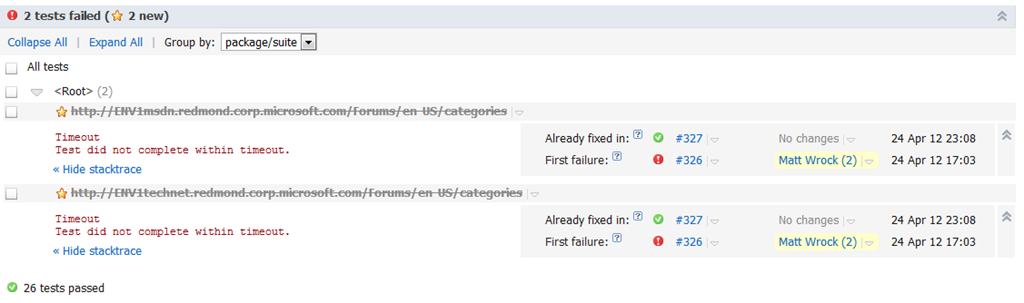 2 tests failed ( 2 new)
Collapse All | Expand All | Group by: package/suite
All tests
<Root> (2)
http://ENV1msdn.redmond.corp.microsoft.com/Forums/en-US/categories
Timeout
Test did not complete within timeout.
« Hide stacktrace
Already fixed in: ? #327 No changes 24 Apr 12 23:08
First failure: ? #326 Matt Wrock (2) 24 Apr 12 17:03
http://ENV1technet.redmond.corp.microsoft.com/Forums/en-US/categories
Timeout
Test did not complete within timeout.
« Hide stacktrace
Already fixed in: ? #327 No changes 24 Apr 12 23:08
First failure: ? #326 Matt Wrock (2) 24 Apr 12 17:03
26 tests passed